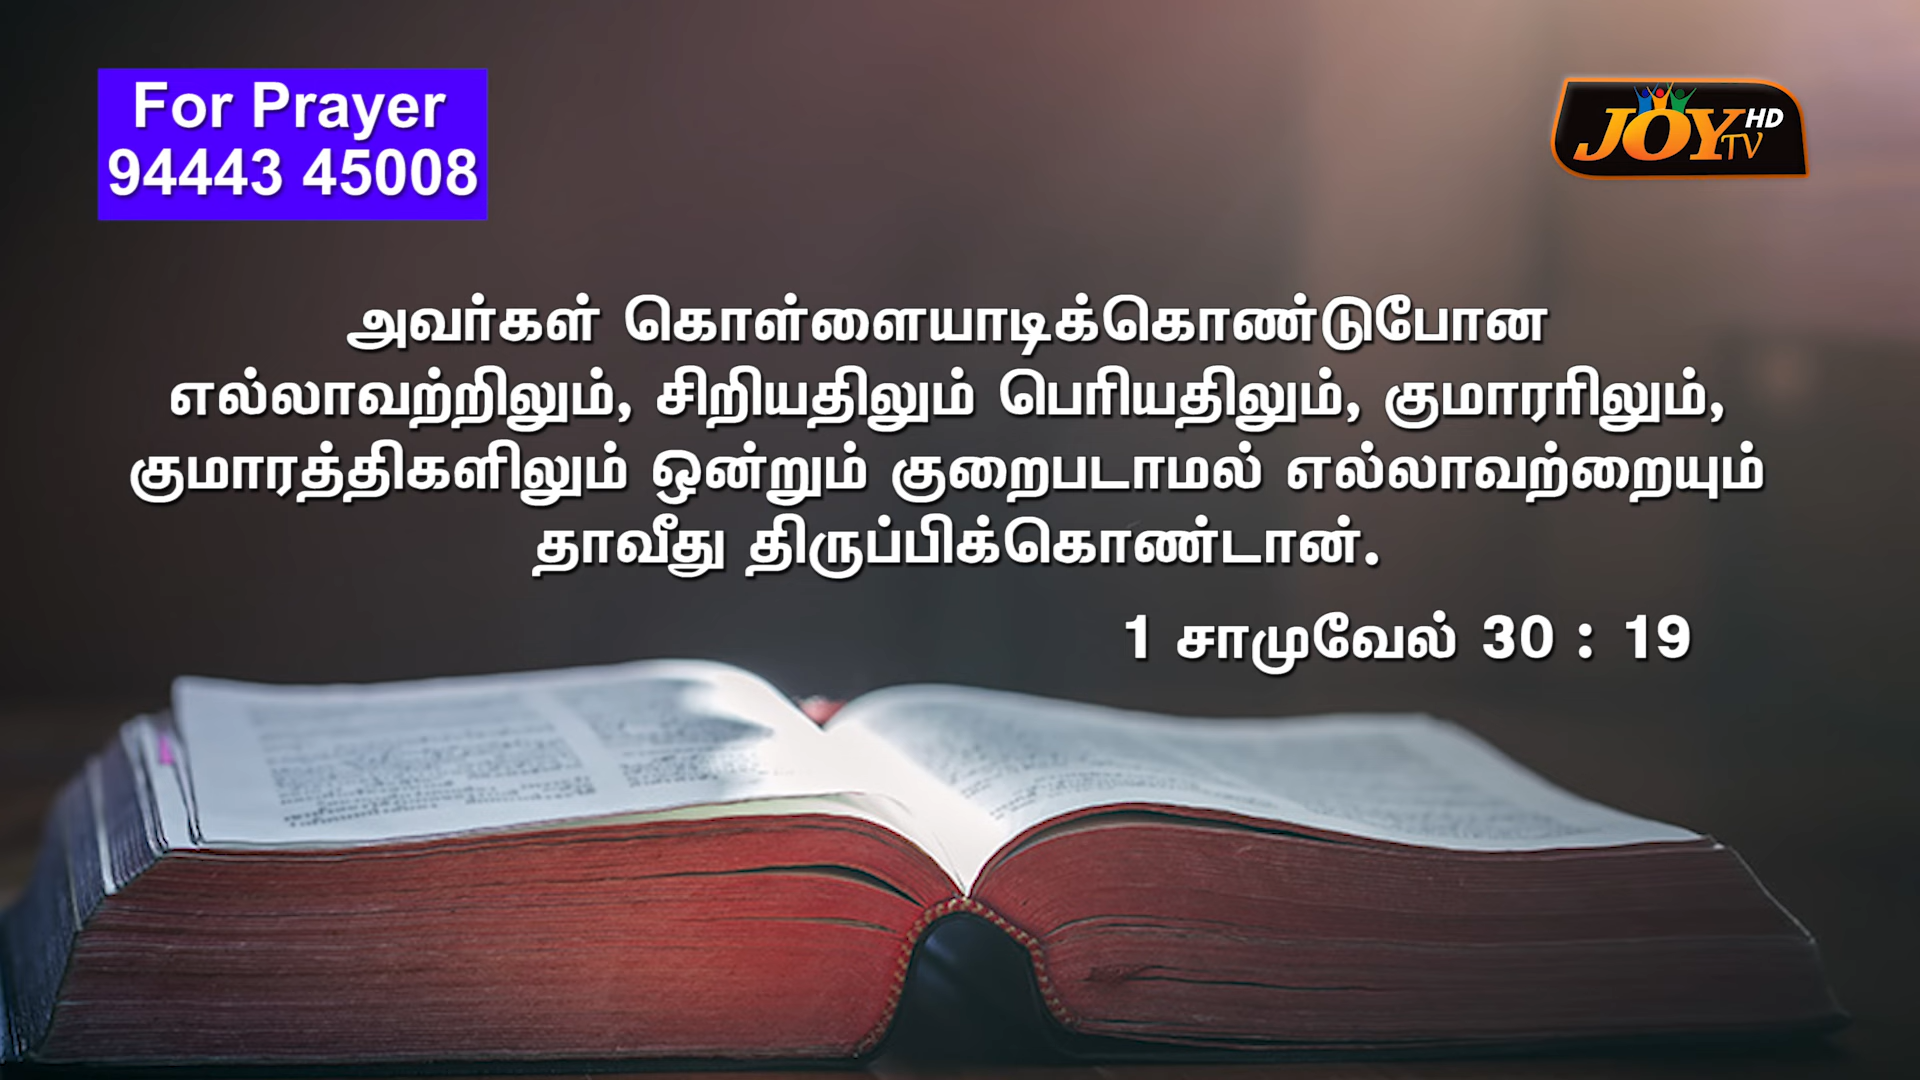 For Prayer
94443 45008
JOY TV HD
அவர்கள் கொள்ளையாடிக்கொண்டுபோன
எல்லாவற்றிலும், சிறியதிலும் பெரியதிலும், குமாரரிலும்,
குமாரத்திகளிலும் ஒன்றும் குறைபடாமல் எல்லாவற்றையும்
தாவீது திருப்பிக்கொண்டான்.
1 சாமுவேல் 30 : 19